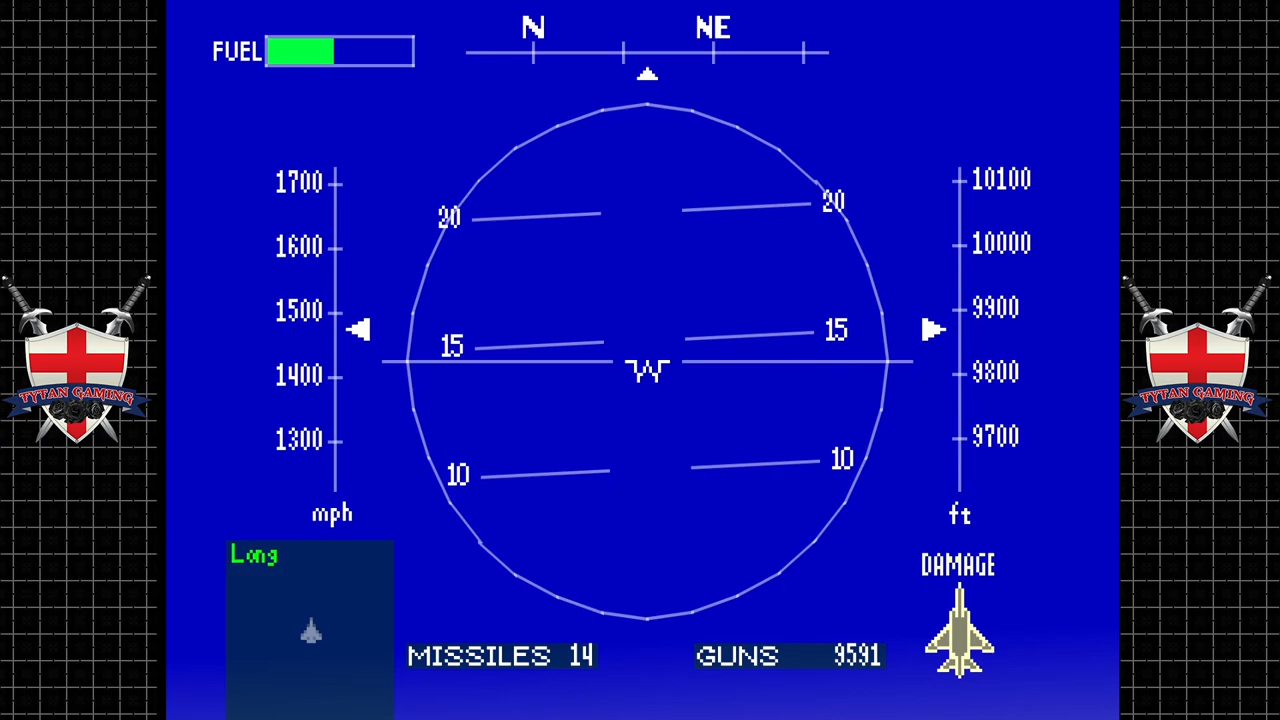 N NE
FUEL
1700 10100
20 20
1600 10000
1500 9900
15 15
1400 9800
1300 9700
10 10
mph ft
Long
DAMAGE
MISSILES 14 GUNS 9591
TYTAN GAMING
TYTAN GAMING